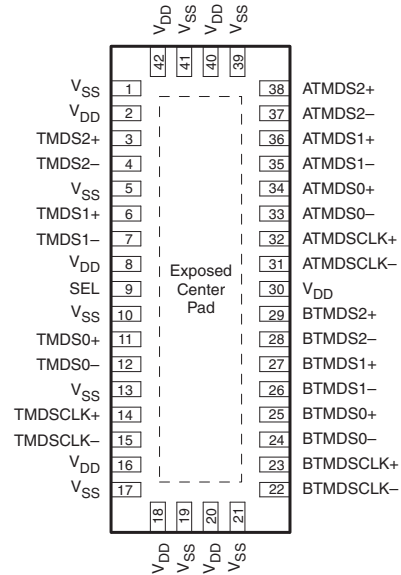 VDD VSS VDD VSS
42 41 40 39
VSS 1 38 ATMDS2+
VDD 2 37 ATMDS2–
TMDS2+ 3 36 ATMDS1+
TMDS2– 4 35 ATMDS1–
VSS 5 34 ATMDS0+
TMDS1+ 6 33 ATMDS0–
TMDS1– 7 32 ATMDSCLK+
VDD 8 31 ATMDSCLK–
SEL 9 30 VDD
VSS 10 29 BTMDS2+
TMDS0+ 11 28 BTMDS2–
TMDS0– 12 27 BTMDS1+
VSS 13 26 BTMDS1–
TMDSCLK+ 14 25 BTMDS0+
TMDSCLK– 15 24 BTMDS0–
VDD 16 23 BTMDSCLK+
VSS 17 22 BTMDSCLK–
Exposed
Center
Pad
18 19 20 21
VDD VSS VDD VSS